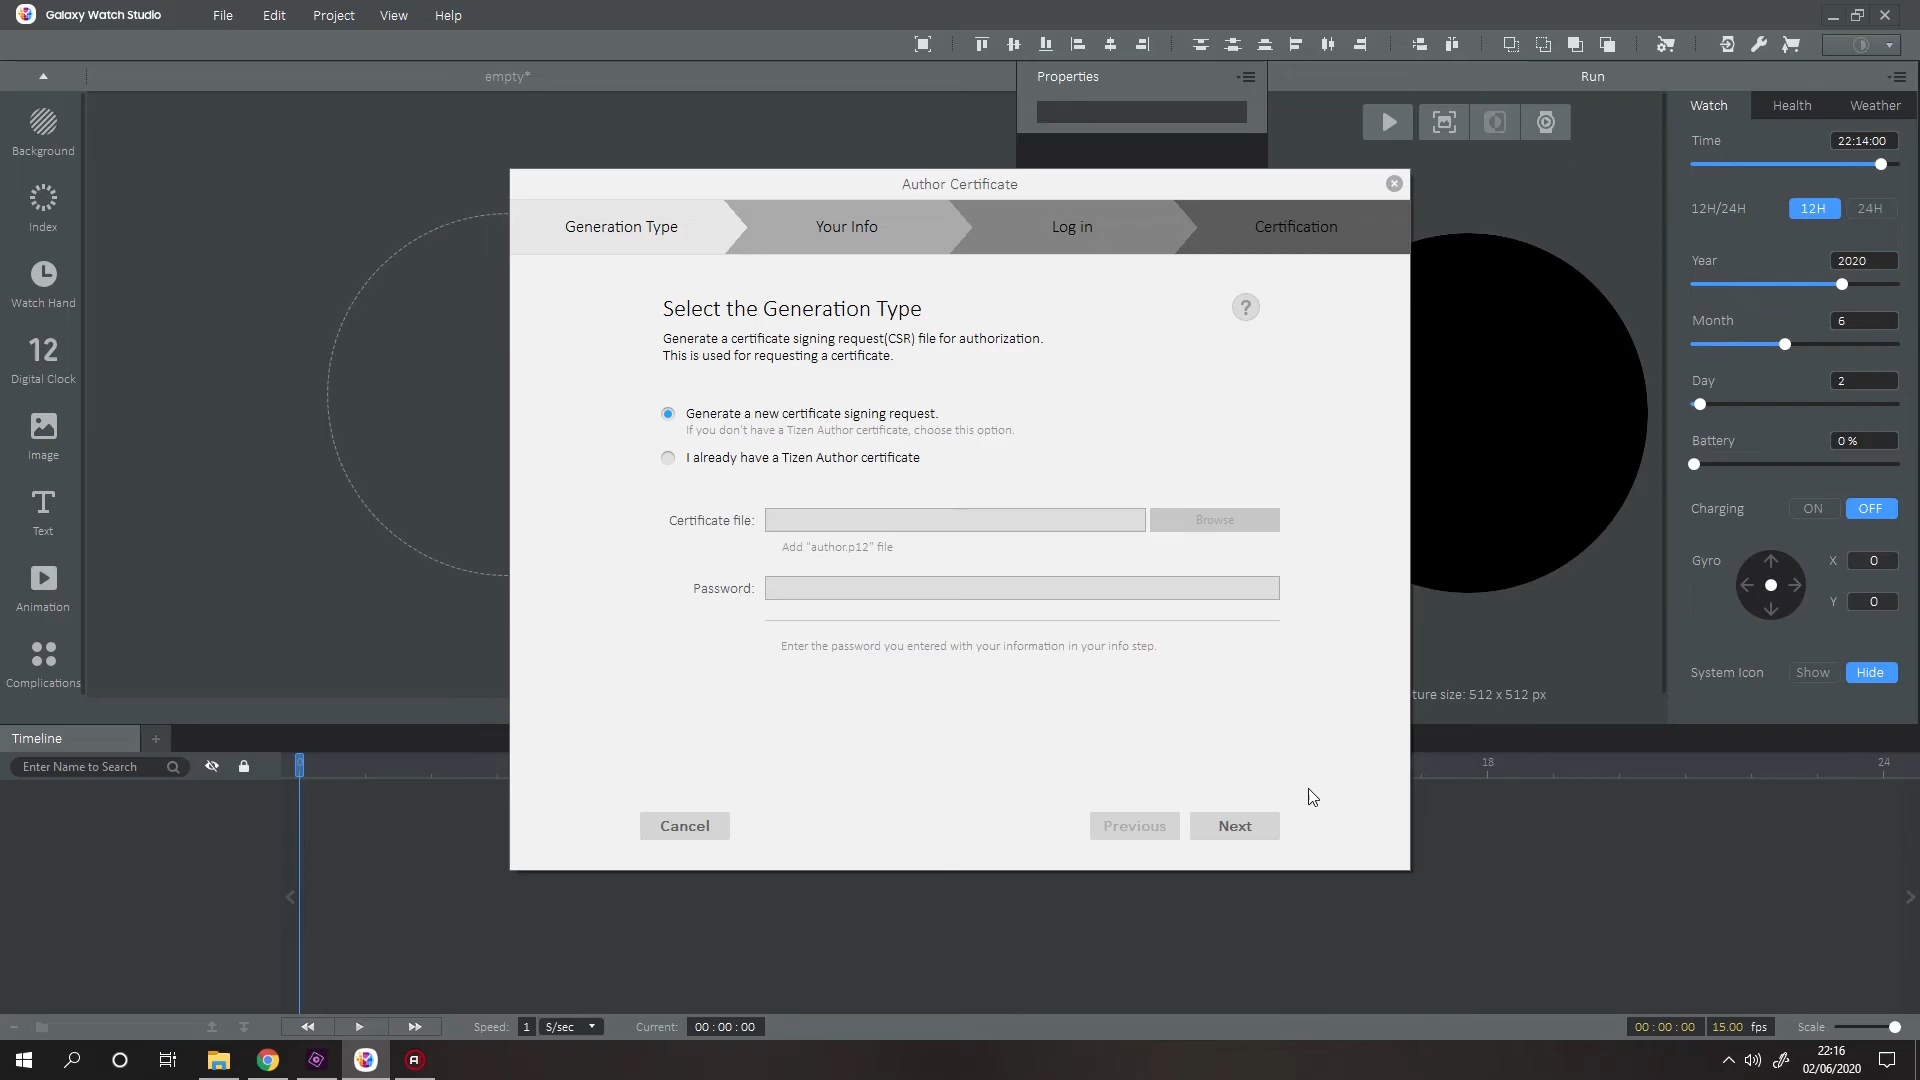 Galaxy Watch Studio
File
Edit
Project
View
Help
empty*
Properties
Run
Background
Index
Watch Hand
12
Digital Clock
Image
T
Text
Animation
Complications
Watch
Health
Weather
Time
22:14:00
12H/24H
12H
24H
Year
2020
Month
6
Day
2
Battery
0 %
Charging
ON
OFF
Gyro
X
0
Y
0
System Icon
Show
Hide
ture size: 512 x 512 px
Author Certificate
Generation Type
Your Info
Log in
Certification
Select the Generation Type
?
Generate a certificate signing request(CSR) file for authorization.
This is used for requesting a certificate.
Generate a new certificate signing request.
If you don't have a Tizen Author certificate, choose this option.
I already have a Tizen Author certificate
Certificate file:
Browse
Add "author.p12" file
Password:
Enter the password you entered with your information in your info step.
Cancel
Previous
Next
Timeline
+
Enter Name to Search
0
18
24
Speed:
1
S/sec
Current:
00 : 00 : 00
00 : 00 : 00
15.00 fps
Scale
22:16
02/06/2020